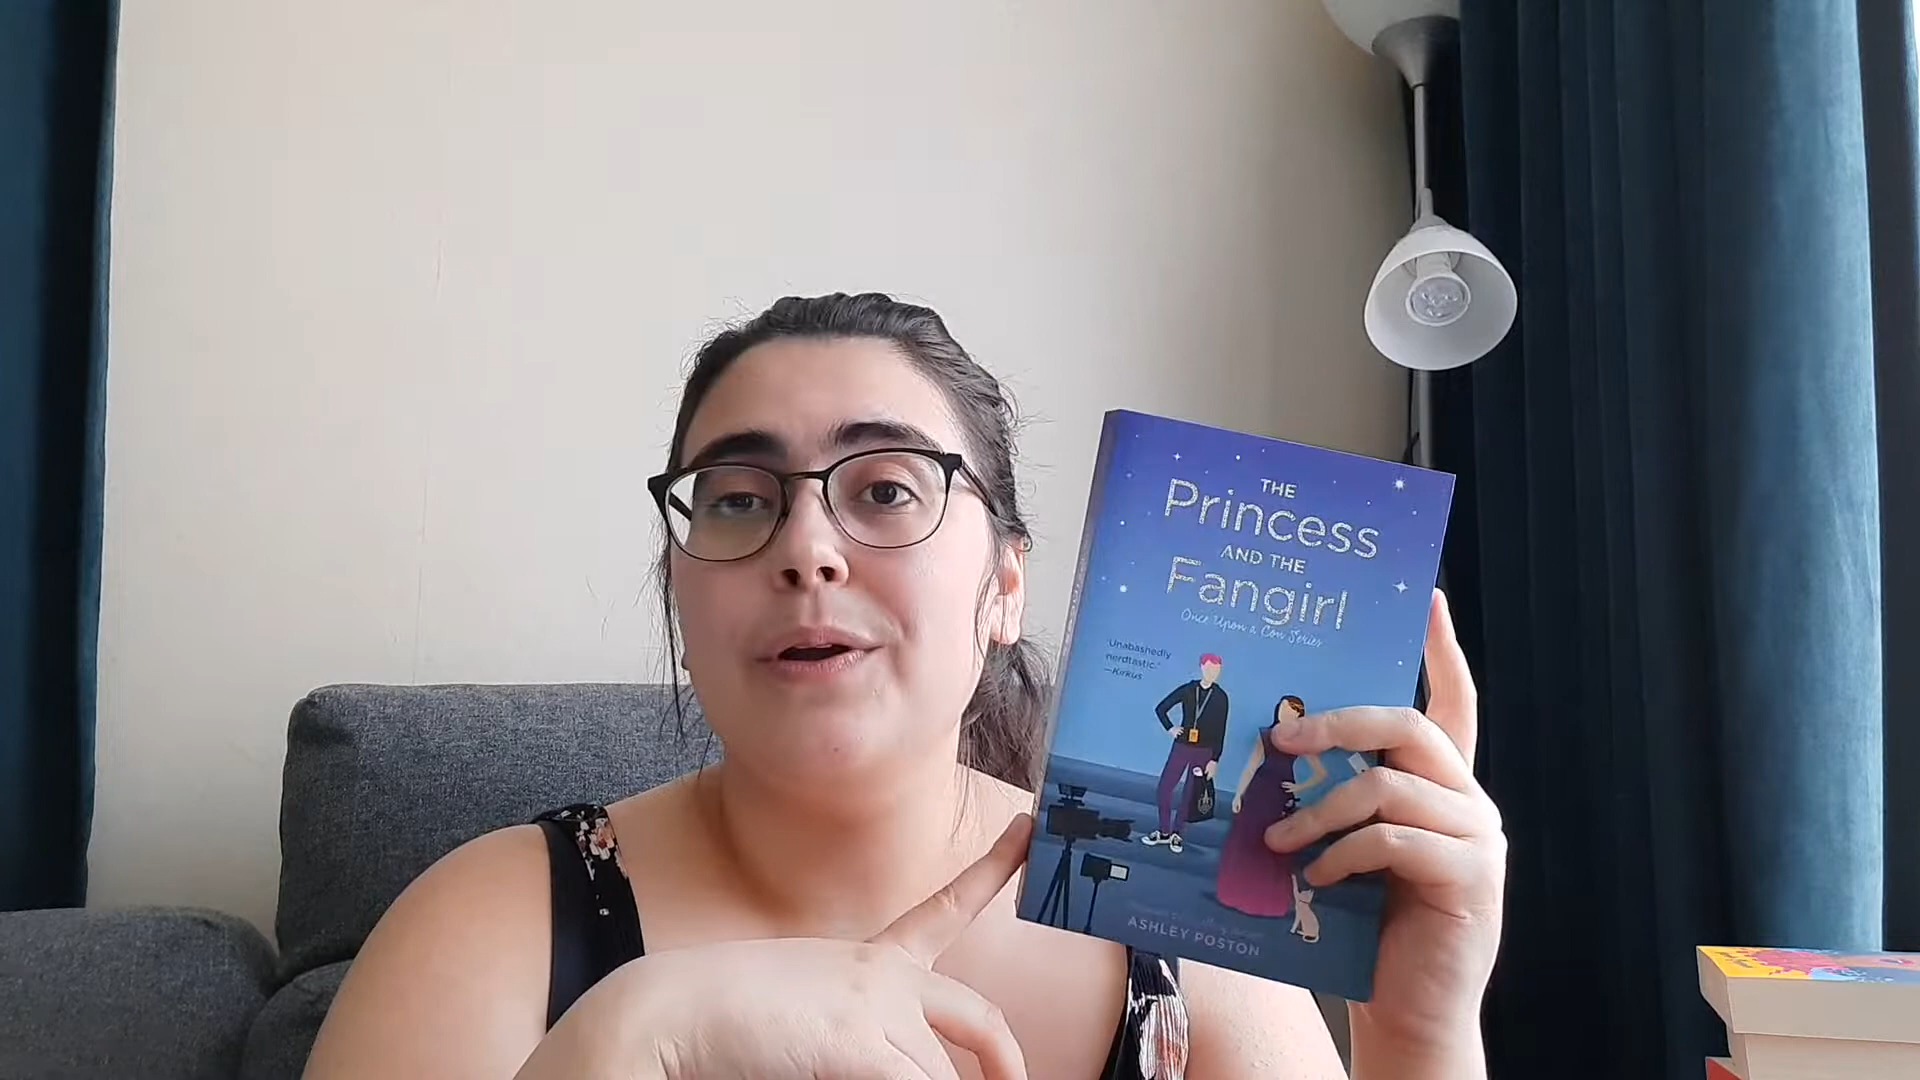 THE
Princess
AND THE
Fangirl
Once Upon a Con Series
"Unabashedly
nerdtastic."
—Kirkus
ASHLEY POSTON